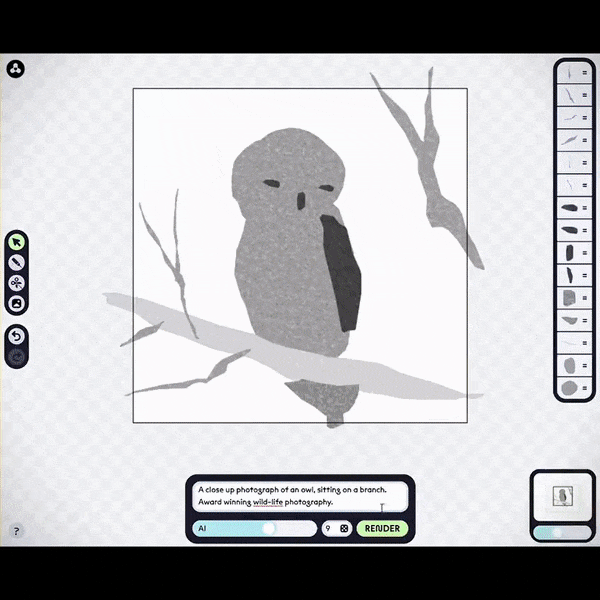 A close up photograph of an owl, sitting on a branch.
Award winning wild-life photography.
AI
9
RENDER
?